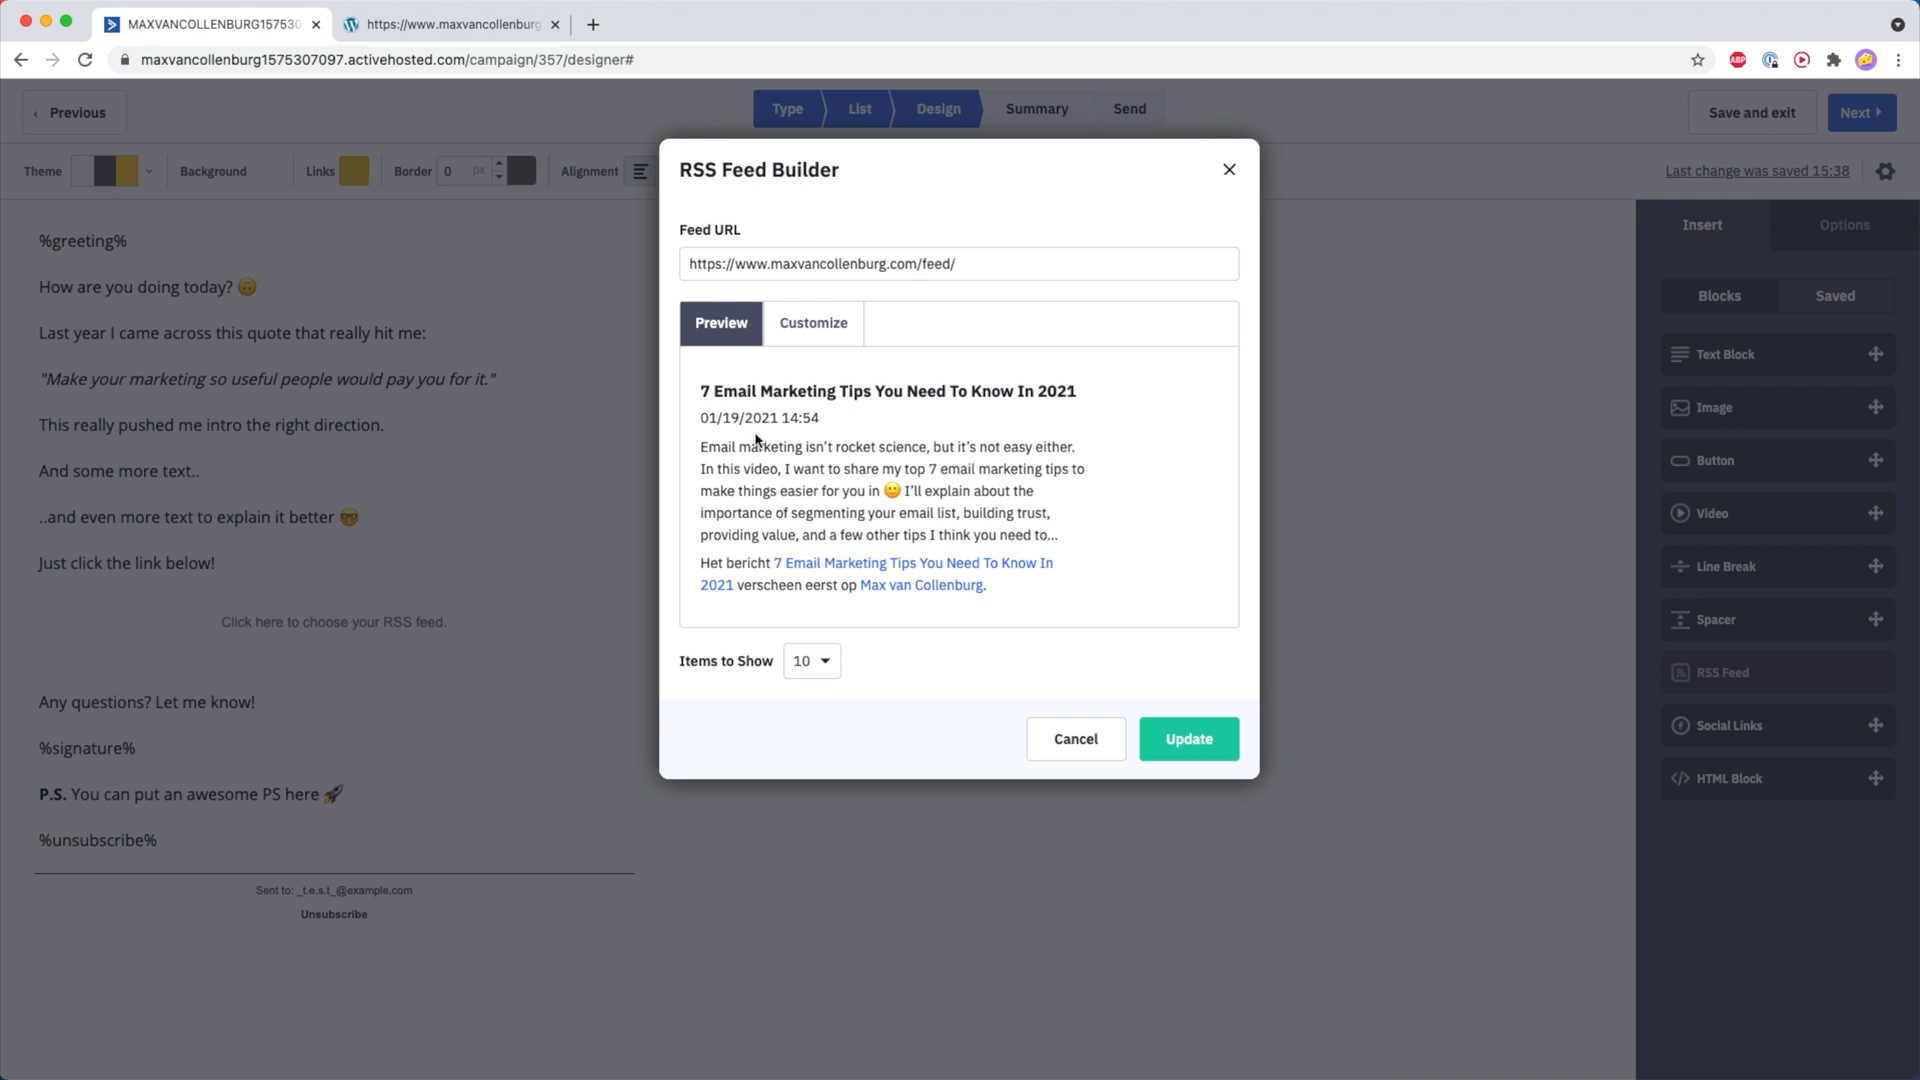 MAXVANCOLLENBURG157530
https://www.maxvancollenburg
maxvancollenburg1575307097.activehosted.com/campaign/357/designer#
ABP
Previous
Type
List
Design
Summary
Send
Save and exit
Next
Theme
Background
Links
Border
0
px
Alignment
Last change was saved 15:38
RSS Feed Builder
Feed URL
https://www.maxvancollenburg.com/feed/
Preview
Customize
7 Email Marketing Tips You Need To Know In 2021
01/19/2021 14:54
Email marketing isn’t rocket science, but it’s not easy either.
In this video, I want to share my top 7 email marketing tips to
make things easier for you in 🙂 I’ll explain about the
importance of segmenting your email list, building trust,
providing value, and a few other tips I think you need to...
Het bericht 7 Email Marketing Tips You Need To Know In
2021 verscheen eerst op Max van Collenburg.
Items to Show
10
Cancel
Update
%greeting%
How are you doing today? 🙃
Last year I came across this quote that really hit me:
"Make your marketing so useful people would pay you for it."
This really pushed me intro the right direction.
And some more text..
..and even more text to explain it better 🤓
Just click the link below!
Click here to choose your RSS feed.
Any questions? Let me know!
%signature%
P.S. You can put an awesome PS here 🚀
%unsubscribe%
Sent to: _t.e.s.t_@example.com
Unsubscribe
Insert
Options
Blocks
Saved
Text Block
Image
Button
Video
Line Break
Spacer
RSS Feed
Social Links
HTML Block